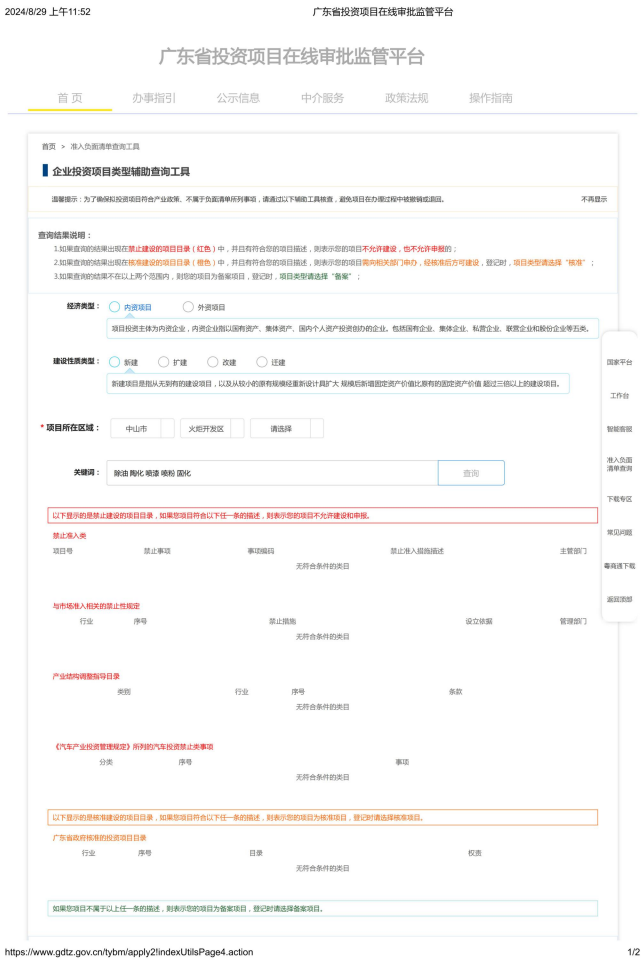 2024/8/29 上午11:52
广东省投资项目在线审批监管平台
广东省投资项目在线审批监管平台
首 页 办事指引 公示信息 中介服务 政策法规 操作指南
首页 > 准入负面清单查询工具
企业投资项目类型辅助查询工具
温馨提示：为了确保拟投资项目符合产业政策、不属于负面清单所列事项，请通过以下辅助工具核查，避免项目在办理过程中被撤销或退回。 不再显示
查询结果说明：
1.如果查询的结果出现在禁止建设的项目目录（红色）中，并且有符合您的项目描述，则表示您的项目不允许建设，也不允许申报的；
2.如果查询的结果出现在核准建设的项目目录（橙色）中，并且有符合您的项目描述，则表示您的项目需向相关部门申办，经核准后方可建设，登记时，项目类型请选择“核准”；
3.如果查询的结果不在以上两个范围内，则您的项目为备案项目，登记时，项目类型请选择“备案”；
经济类型： 内资项目 外资项目
项目投资主体为内资企业，内资企业指以国有资产、集体资产、国内个人资产投资创办的企业。包括国有企业、集体企业、私营企业、联营企业和股份企业等五类。
建设性质类型： 新建 扩建 改建 迁建
新建项目是指从无到有的建设项目，以及从较小的原有规模经重新设计具扩大 规模后新增固定资产价值比原有的固定资产价值 超过三倍以上的建设项目。
* 项目所在区域： 中山市 火炬开发区 请选择
关键词： 除油 陶化 喷漆 喷粉 固化 查询
国家平台
工作台
智能客服
准入负面
清单查询
下载专区
常见问题
粤商通下载
返回顶部
以下显示的是禁止建设的项目目录，如果您项目符合以下任一条的描述，则表示您的项目不允许建设和申报。
禁止准入类
项目号 禁止事项 事项编码 禁止准入措施描述 主管部门
无符合条件的类目
与市场准入相关的禁止性规定
行业 序号 禁止措施 设立依据 管理部门
无符合条件的类目
产业结构调整指导目录
类别 行业 序号 条款
无符合条件的类目
《汽车产业投资管理规定》所列的汽车投资禁止类事项
分类 序号 事项
无符合条件的类目
以下显示的是核准建设的项目目录，如果您项目符合以下任一条的描述，则表示您的项目为核准项目，登记时请选择核准项目。
广东省政府核准的投资项目目录
行业 序号 目录 权责
无符合条件的类目
如果您项目不属于以上任一条的描述，则表示您的项目为备案项目，登记时请选择备案项目。
https://www.gdtz.gov.cn/tybm/apply2!indexUtilsPage4.action
1/2